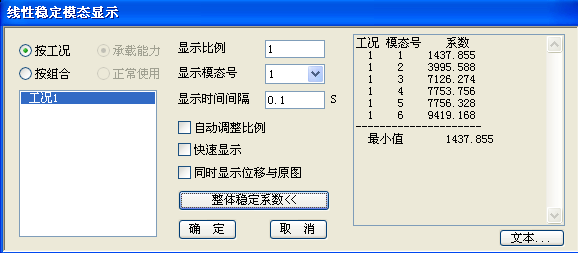 线性稳定模态显示
按工况
承载能力
按组合
正常使用
工况1
显示比例
1
显示模态号
1
显示时间间隔
0.1
S
自动调整比例
快速显示
同时显示位移与原图
整体稳定系数<<
确 定
取 消
工况 模态号 系数
1 1 1437.855
1 2 3995.588
1 3 7126.274
1 4 7753.756
1 5 7756.328
1 6 9419.168
----------------------
最小值 1437.855
文本...